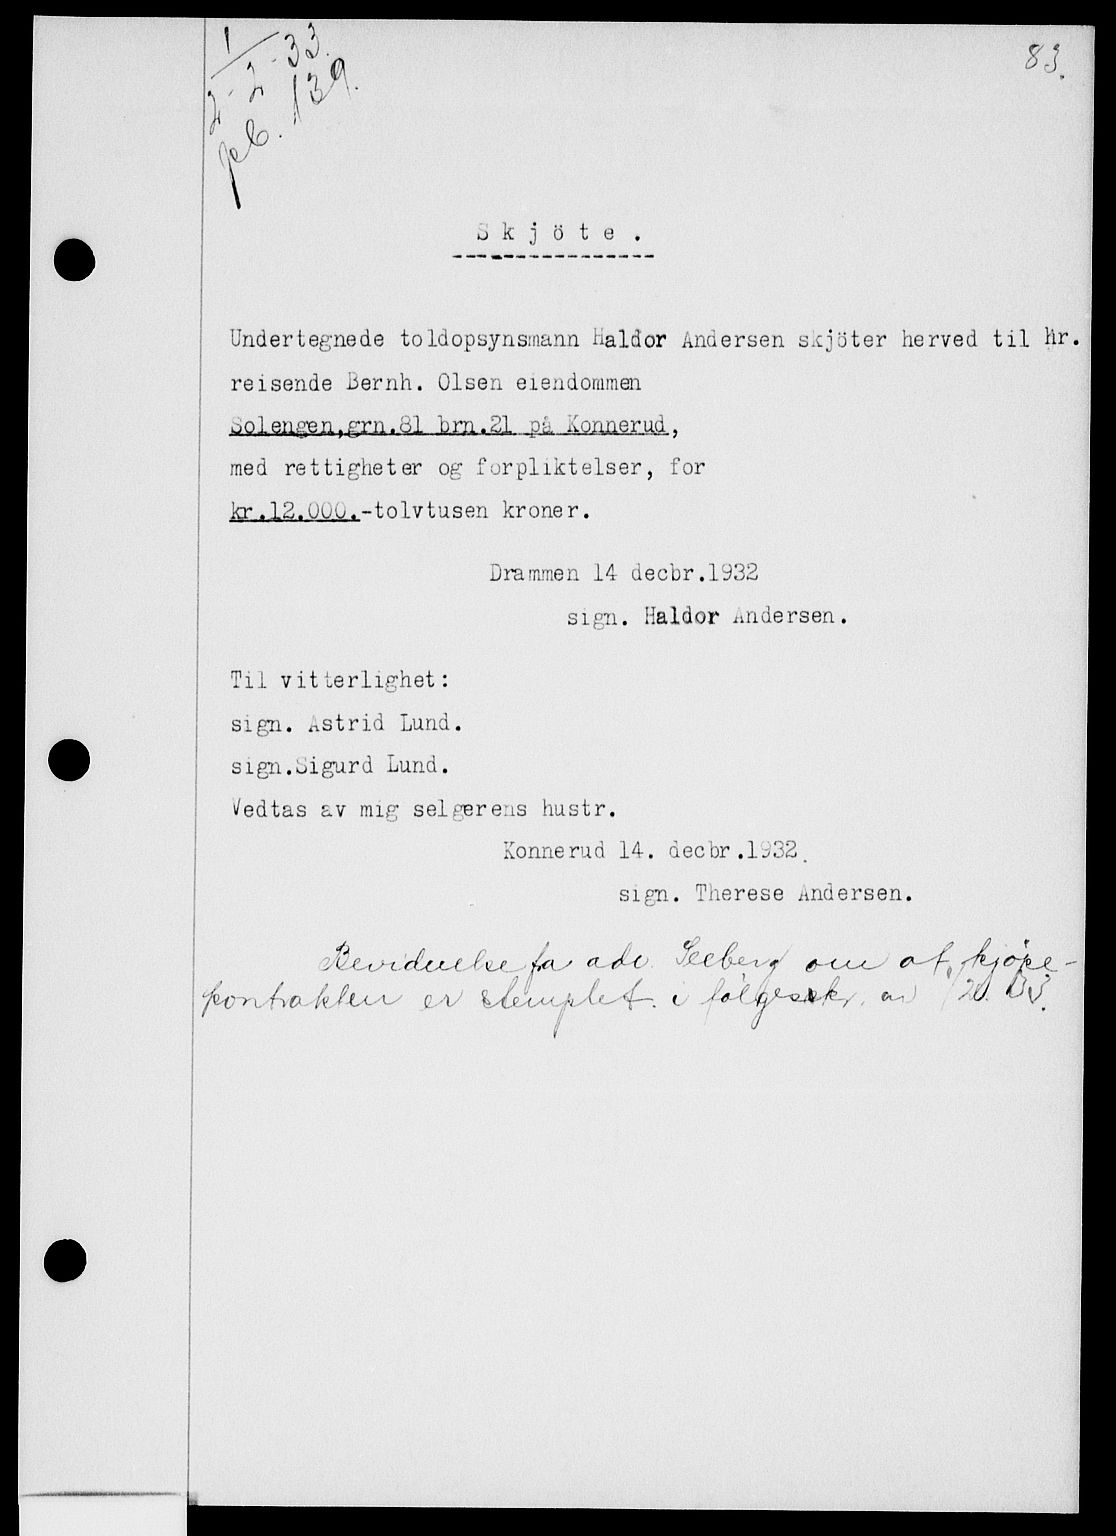 1
2-2-33.
pb. 139.
83.
Skjöte.
Undertegnede toldopsynsmann Haldor Andersen skjöter herved til hr.
reisende Bernh. Olsen eiendommen
Solengen,grn.81 brn.21 på Konnerud,
med rettigheter og forpliktelser, for
kr.12.000.-tolvtusen kroner.
Drammen 14 decbr.1932
sign. Haldor Andersen.
Til vitterlighet:
sign. Astrid Lund.
sign.Sigurd Lund.
Vedtas av mig selgerens hustr.
Konnerud 14. decbr.1932.
sign. Therese Andersen.
Bevidnelse fra adv. Seeberg om at kjøpe-
kontrakten er stemplet i følgeskr. av